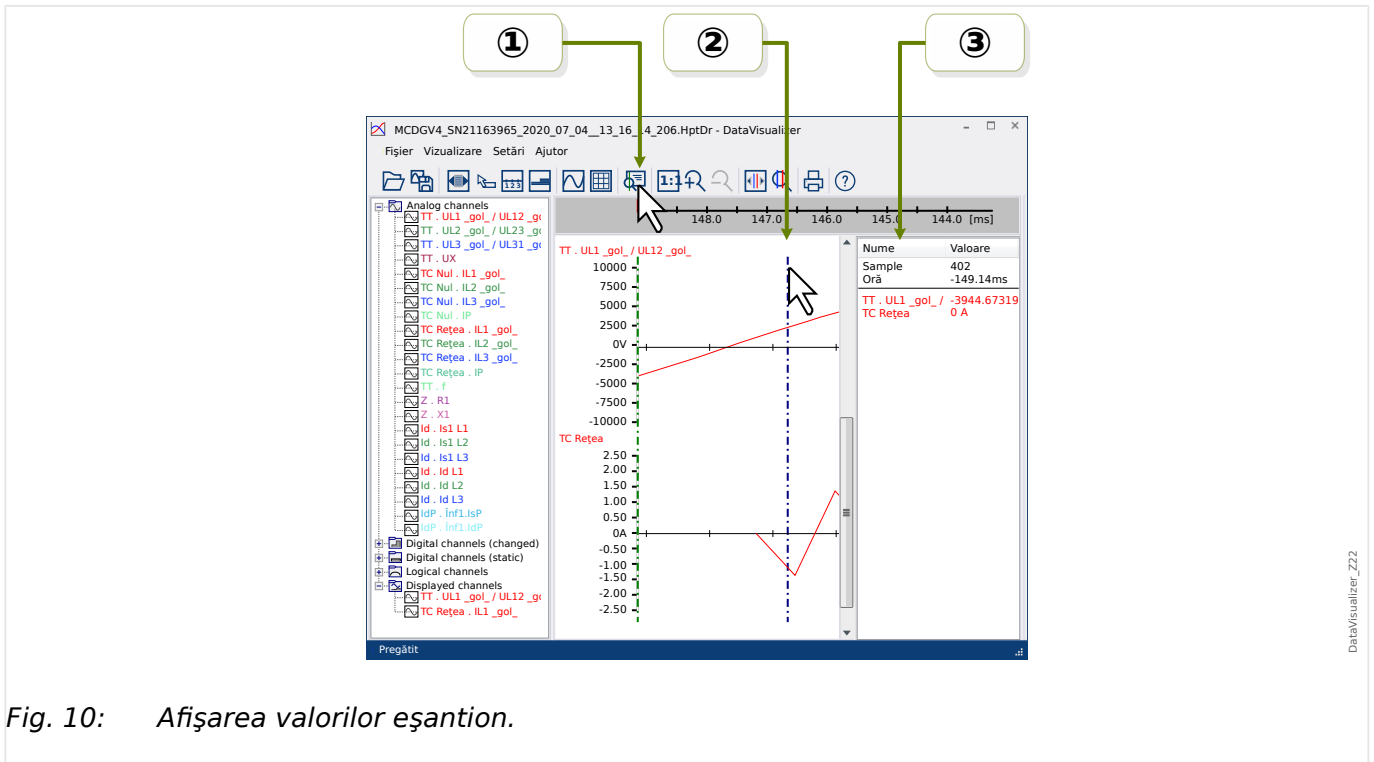 ① ② ③
MCDGV4_SN21163965_2020_07_04__13_16_14_206.HptDr - DataVisualizer
Fişier Vizualizare Setări Ajutor
123 1:1 ?
Analog channels
TT . UL1 _gol_ / UL12 _go
TT . UL2 _gol_ / UL23 _go
TT . UL3 _gol_ / UL31 _go
TT . UX
TC Nul . IL1 _gol_
TC Nul . IL2 _gol_
TC Nul . IL3 _gol_
TC Nul . IP
TC Reţea . IL1 _gol_
TC Reţea . IL2 _gol_
TC Reţea . IL3 _gol_
TC Reţea . IP
TT . f
Z . R1
Z . X1
Id . Is1 L1
Id . Is1 L2
Id . Is1 L3
Id . Id L1
Id . Id L2
Id . Id L3
IdP . Înf1.IsP
IdP . Înf1.IdP
Digital channels (changed)
Digital channels (static)
Logical channels
Displayed channels
TT . UL1 _gol_ / UL12 _go
TC Reţea . IL1 _gol_
148.0 147.0 146.0 145.0 144.0 [ms]
TT . UL1 _gol_ / UL12 _gol_
10000
7500
5000
2500
0V
-2500
-5000
-7500
-10000
TC Reţea
2.50
2.00
1.50
1.00
0.50
0A
-0.50
-1.00
-1.50
-2.00
-2.50
Nume Valoare
Sample 402
Oră -149.14ms
TT . UL1 _gol_ / -3944.67319
TC Reţea 0 A
Pregătit
DataVisualizer_Z22
Fig. 10: Afişarea valorilor eşantion.